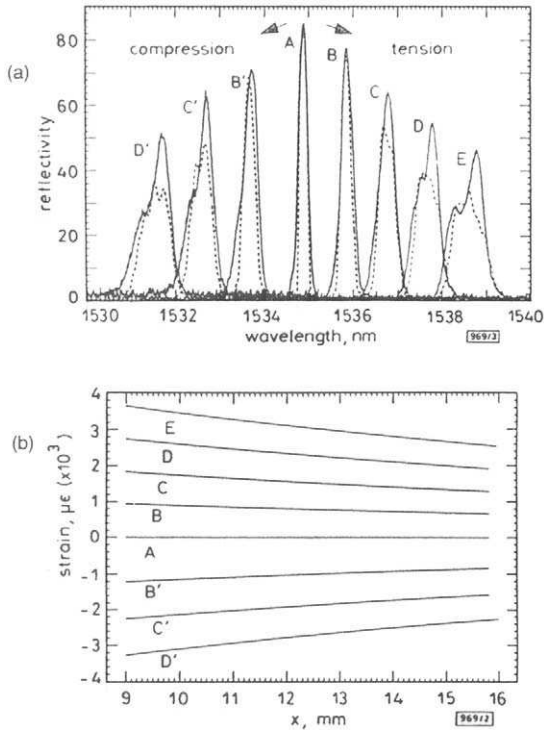 (a)
reflectivity
80
60
40
20
0
compression
tension
A
B'
C'
D'
B
C
D
E
1530
1532
1534
1536
1538
1540
wavelength, nm
969/3
(b)
strain, με (x10³)
4
3
2
1
0
-1
-2
-3
-4
E
D
C
B
A
B'
C'
D'
9
10
11
12
13
14
15
16
x, mm
969/2